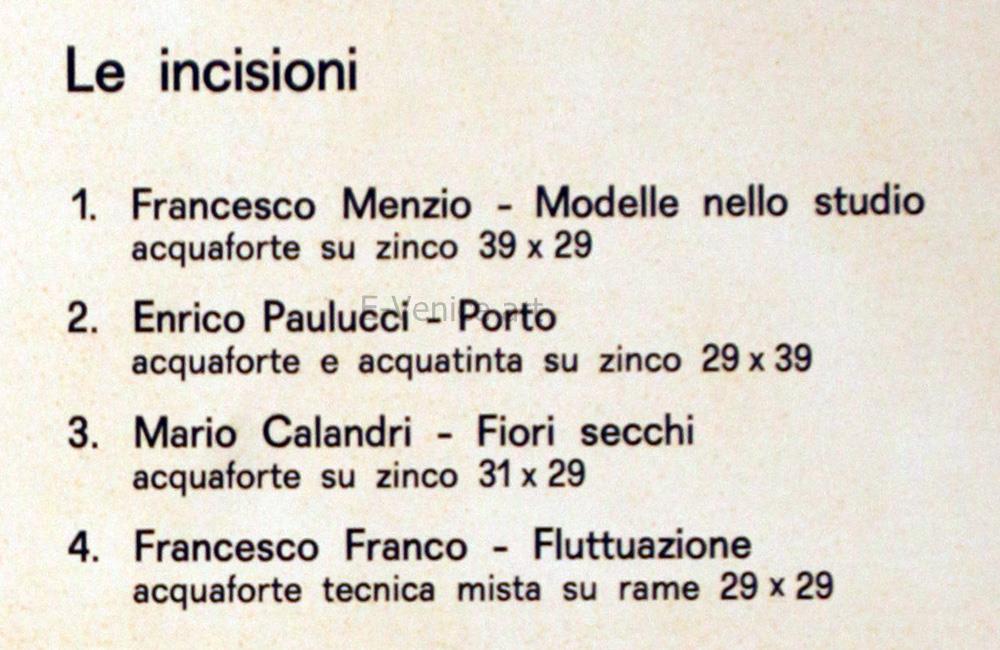 Le incisioni
1. Francesco Menzio - Modelle nello studio
acquaforte su zinco 39 x 29
E-Venice art
2. Enrico Paulucci - Porto
acquaforte e acquatinta su zinco 29 x 39
3. Mario Calandri - Fiori secchi
acquaforte su zinco 31 x 29
4. Francesco Franco - Fluttuazione
acquaforte tecnica mista su rame 29 x 29